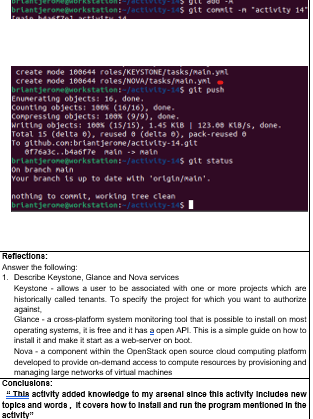 briantjerome@workstation:~/activity-14$ git add -A
briantjerome@workstation:~/activity-14$ git commit -m "activity 14"
[main b4a6f7e] activity 14
create mode 100644 roles/KEYSTONE/tasks/main.yml
create mode 100644 roles/NOVA/tasks/main.yml
briantjerome@workstation:~/activity-14$ git push
Enumerating objects: 16, done.
Counting objects: 100% (16/16), done.
Compressing objects: 100% (9/9), done.
Writing objects: 100% (15/15), 1.45 KiB | 123.00 KiB/s, done.
Total 15 (delta 0), reused 0 (delta 0), pack-reused 0
To github.com:briantjerome/activity-14.git
0f76a3c..b4a6f7e main -> main
briantjerome@workstation:~/activity-14$ git status
On branch main
Your branch is up to date with 'origin/main'.
nothing to commit, working tree clean
briantjerome@workstation:~/activity-14$
Reflections:
Answer the following:
1. Describe Keystone, Glance and Nova services
Keystone - allows a user to be associated with one or more projects which are
historically called tenants. To specify the project for which you want to authorize
against,
Glance - a cross-platform system monitoring tool that is possible to install on most
operating systems, it is free and it has a open API. This is a simple guide on how to
install it and make it start as a web-server on boot.
Nova - a component within the OpenStack open source cloud computing platform
developed to provide on-demand access to compute resources by provisioning and
managing large networks of virtual machines
Conclusions:
" This activity added knowledge to my arsenal since this activity includes new
topics and words , it covers how to install and run the program mentioned in the
activity"